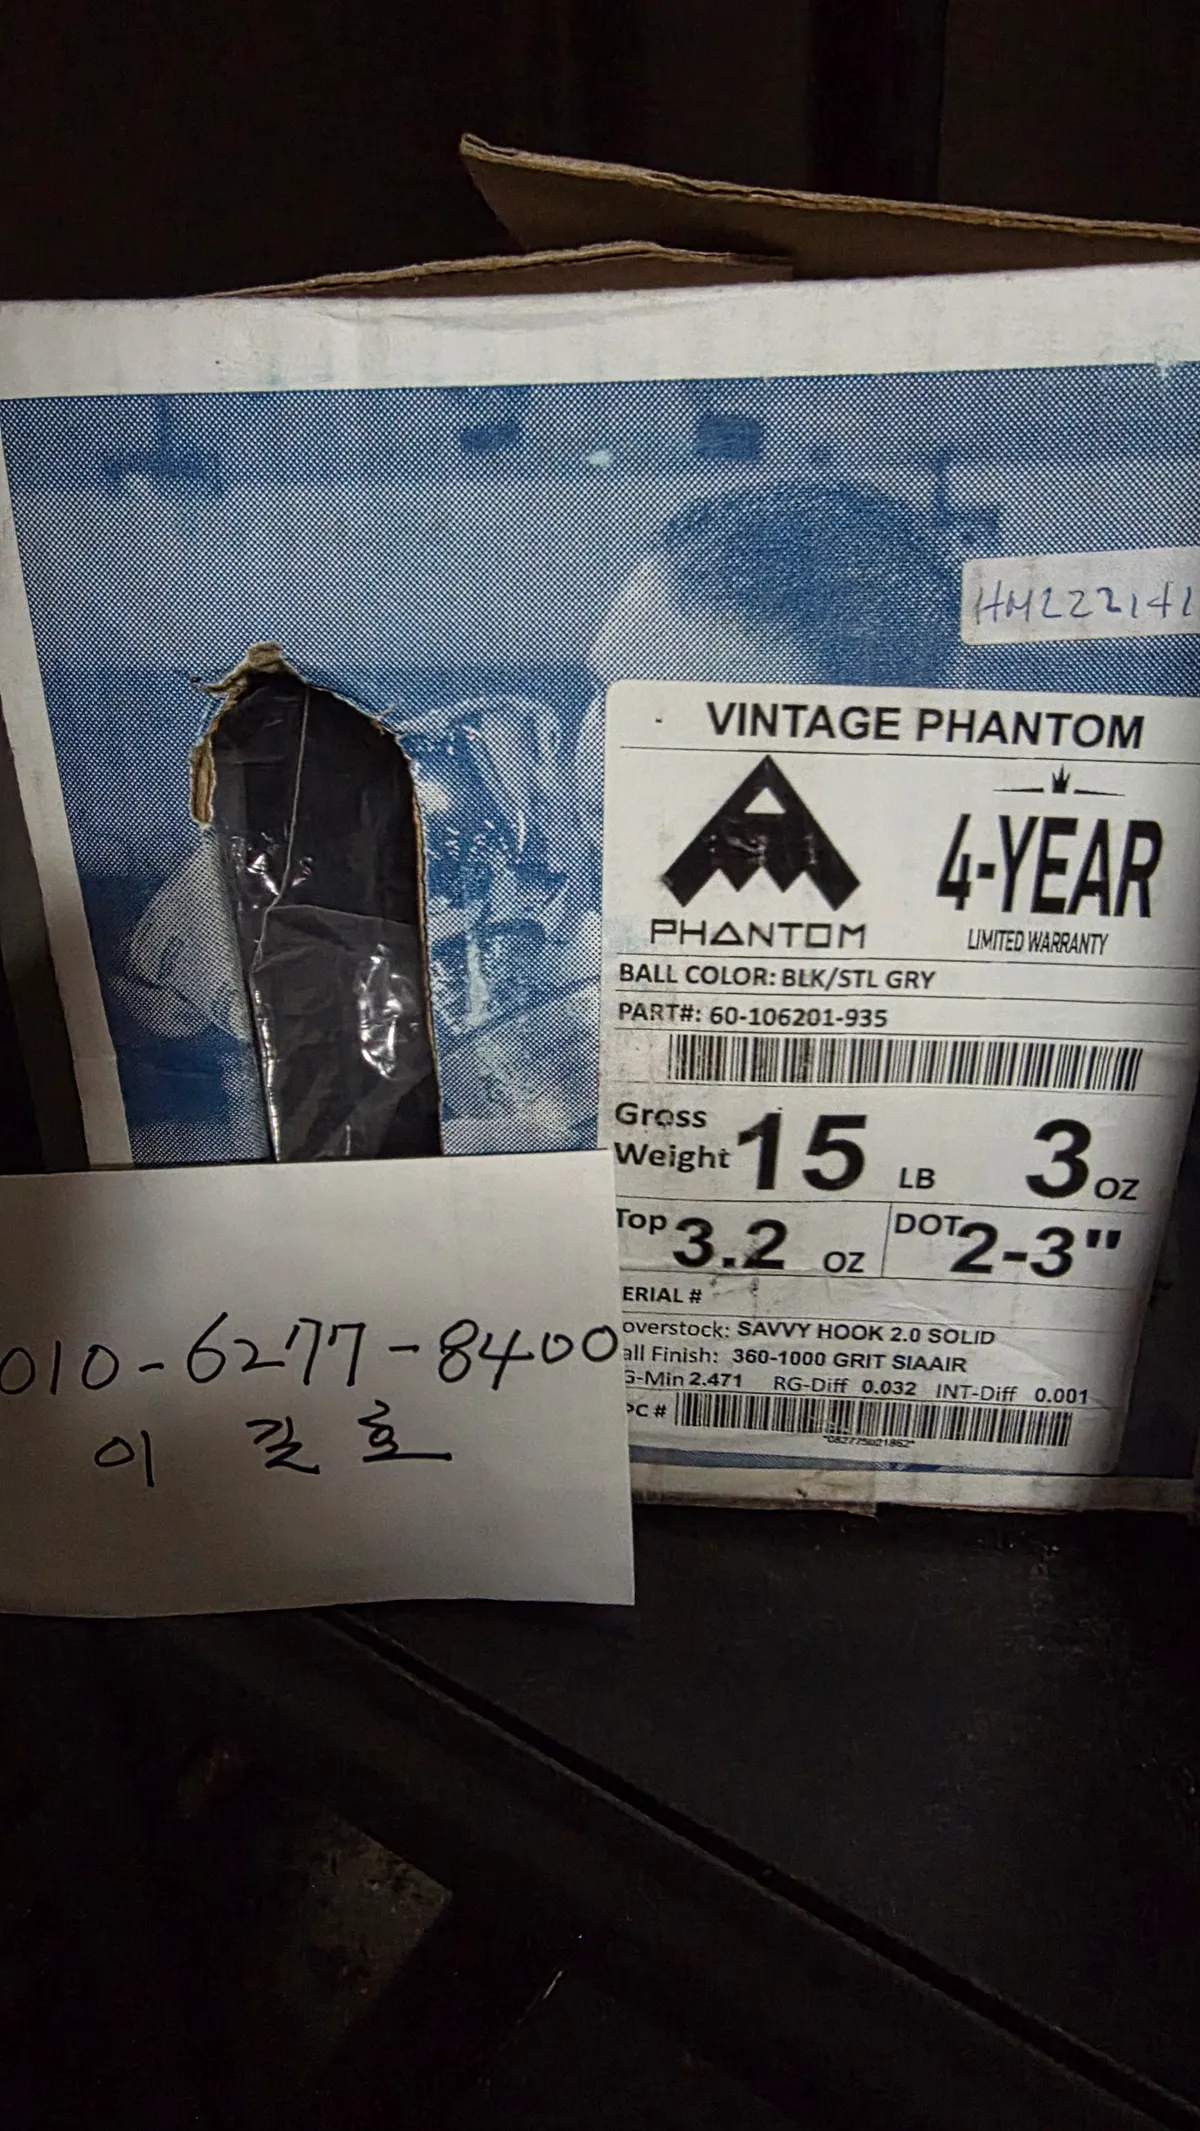 HM222141
VINTAGE PHANTOM
PHANTOM
4-YEAR
LIMITED WARRANTY
BALL COLOR: BLK/STL GRY
PART#: 60-106201-935
Gross Weight 15 LB 3 OZ
Top 3.2 OZ DOT 2-3"
ERIAL #
overstock: SAVVY HOOK 2.0 SOLID
all Finish: 360-1000 GRIT SIAAIR
G-Min 2.471 RG-Diff 0.032 INT-Diff 0.001
PC #
010-6277-8400
이 길호